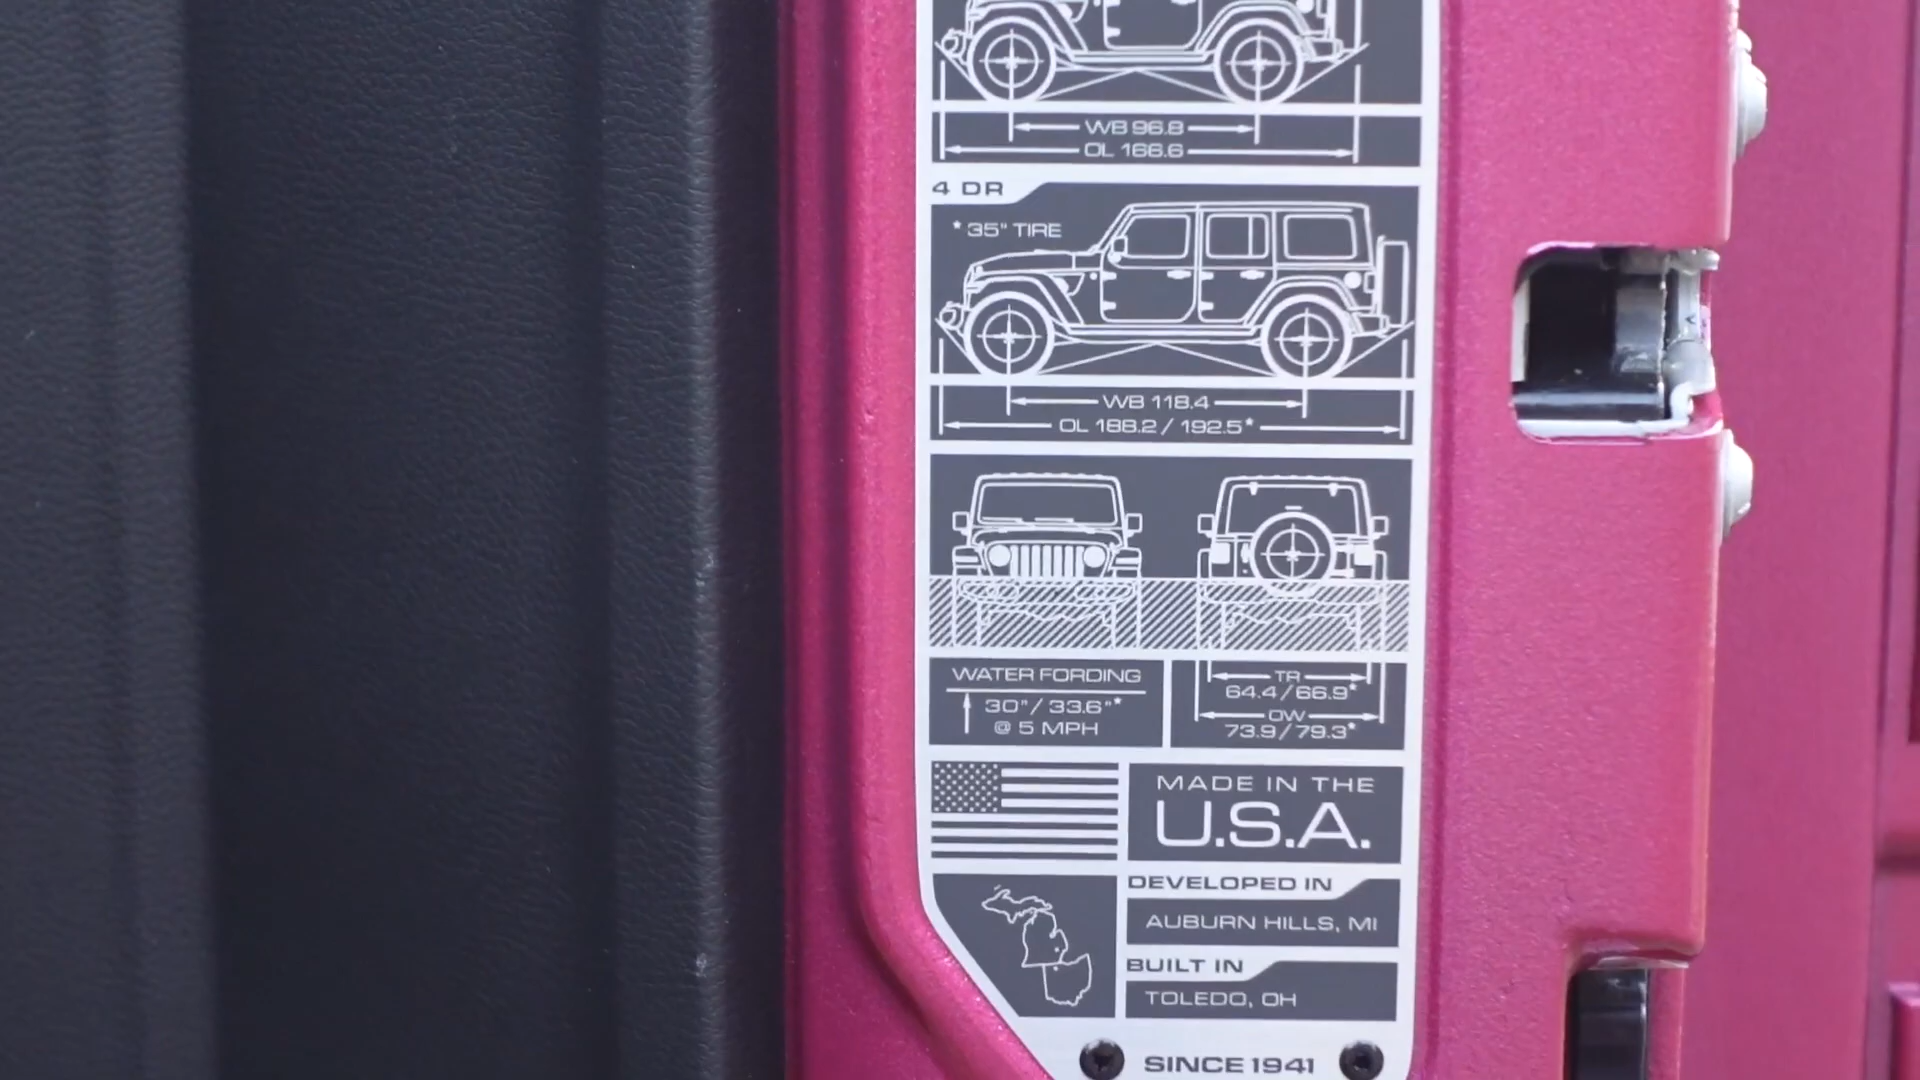 WB 96.8
OL 166.6
4 DR
* 35" TIRE
WB 118.4
OL 188.2 / 192.5*
WATER FORDING
30" / 33.6"*
@ 5 MPH
TR
64.4/66.9*
OW
73.9/79.3*
MADE IN THE
U.S.A.
DEVELOPED IN
AUBURN HILLS, MI
BUILT IN
TOLEDO, OH
SINCE 1941